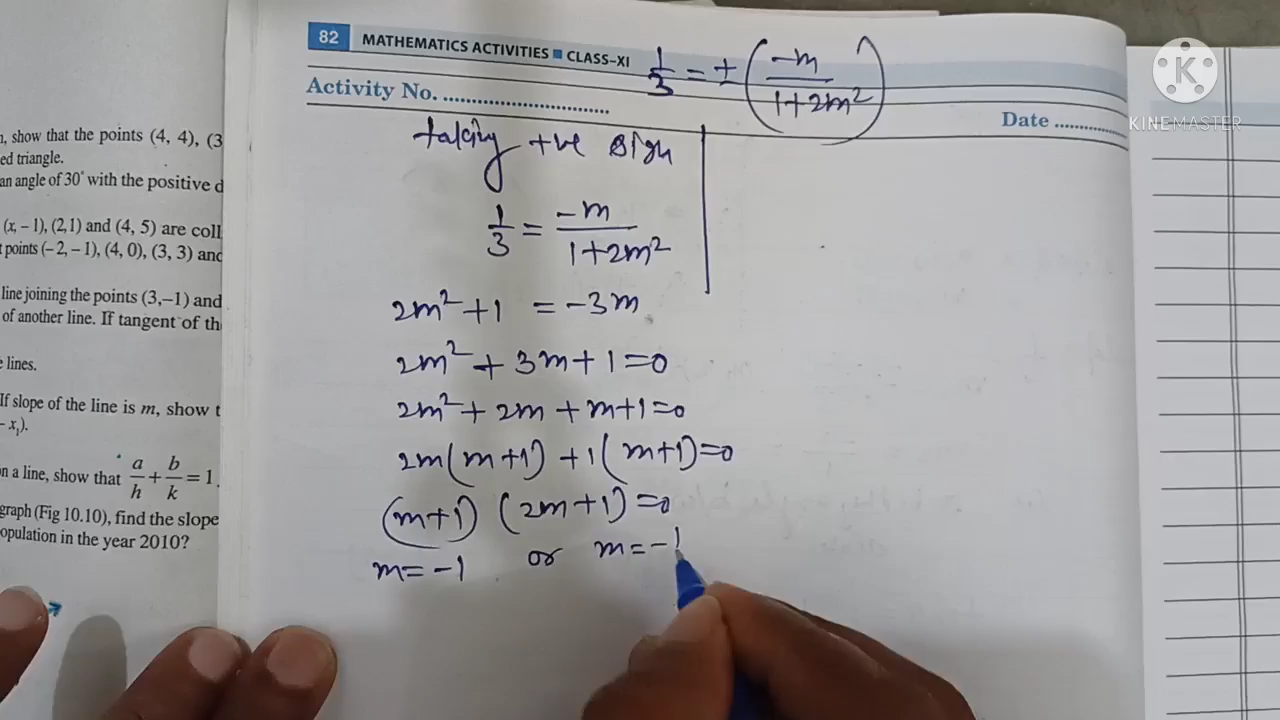 n, show that the points (4, 4), (3
ed triangle.
an angle of 30° with the positive d
(x, – 1), (2,1) and (4, 5) are coll
t points (– 2, – 1), (4, 0), (3, 3) and
line joining the points (3,–1) and
of another line. If tangent of th
e lines.
If slope of the line is m, show t
– x₁).
on a line, show that a/h + b/k = 1.
graph (Fig 10.10), find the slope
opulation in the year 2010?
82 MATHEMATICS ACTIVITIES ■ CLASS–XI
1/3 = ± (-m/(1+2m²))
K
KINEMASTER
Activity No. ....................................
Date ............
taking +ve sign
1/3 = -m/(1+2m²)
2m² + 1 = -3m
2m² + 3m + 1 = 0
2m² + 2m + m + 1 = 0
2m(m+1) + 1(m+1) = 0
(m+1) (2m+1) = 0
m = -1 or m = -1